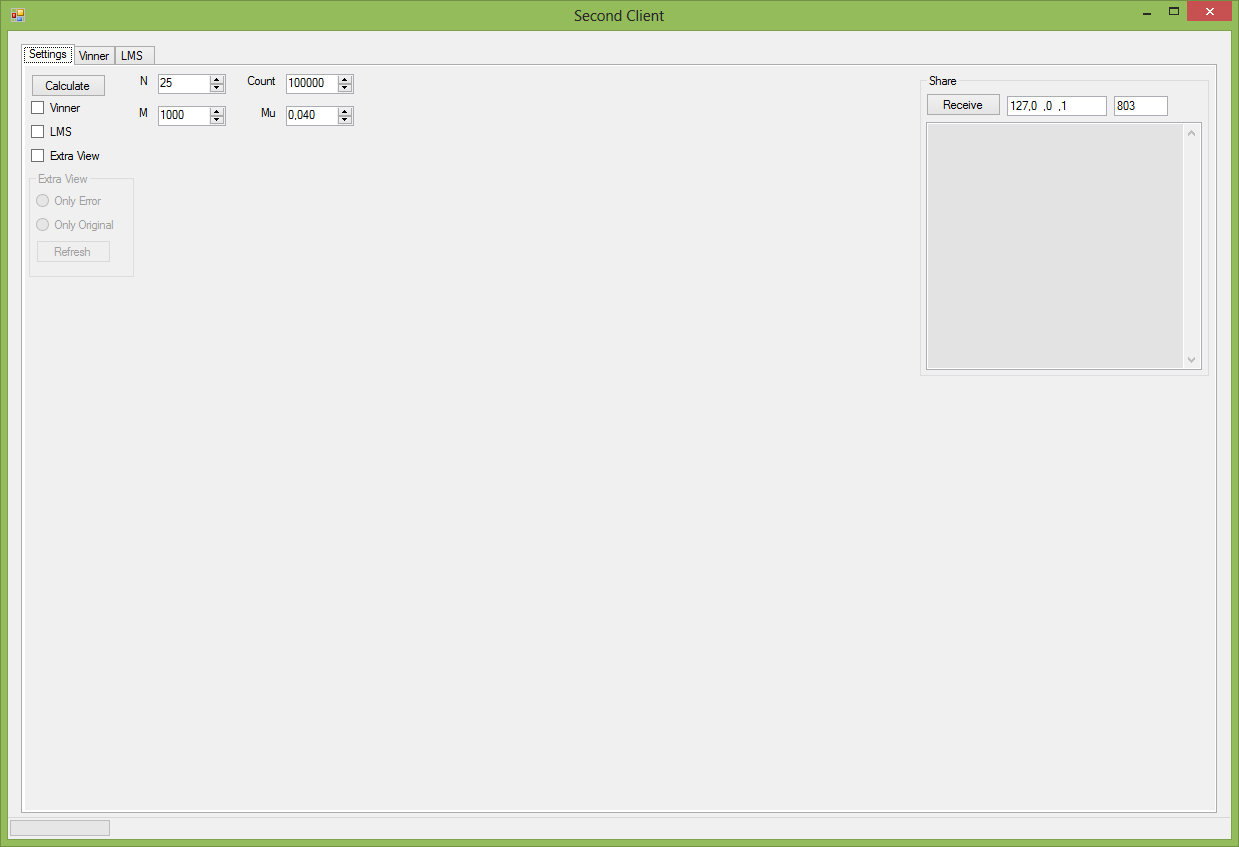 Second Client
Settings Vinner LMS
Calculate N 25 Count 100000
Vinner
M 1000 Mu 0,040
LMS
Extra View
Extra View
Only Error
Only Original
Refresh
Share
Receive 127,0 ,0 ,1 803